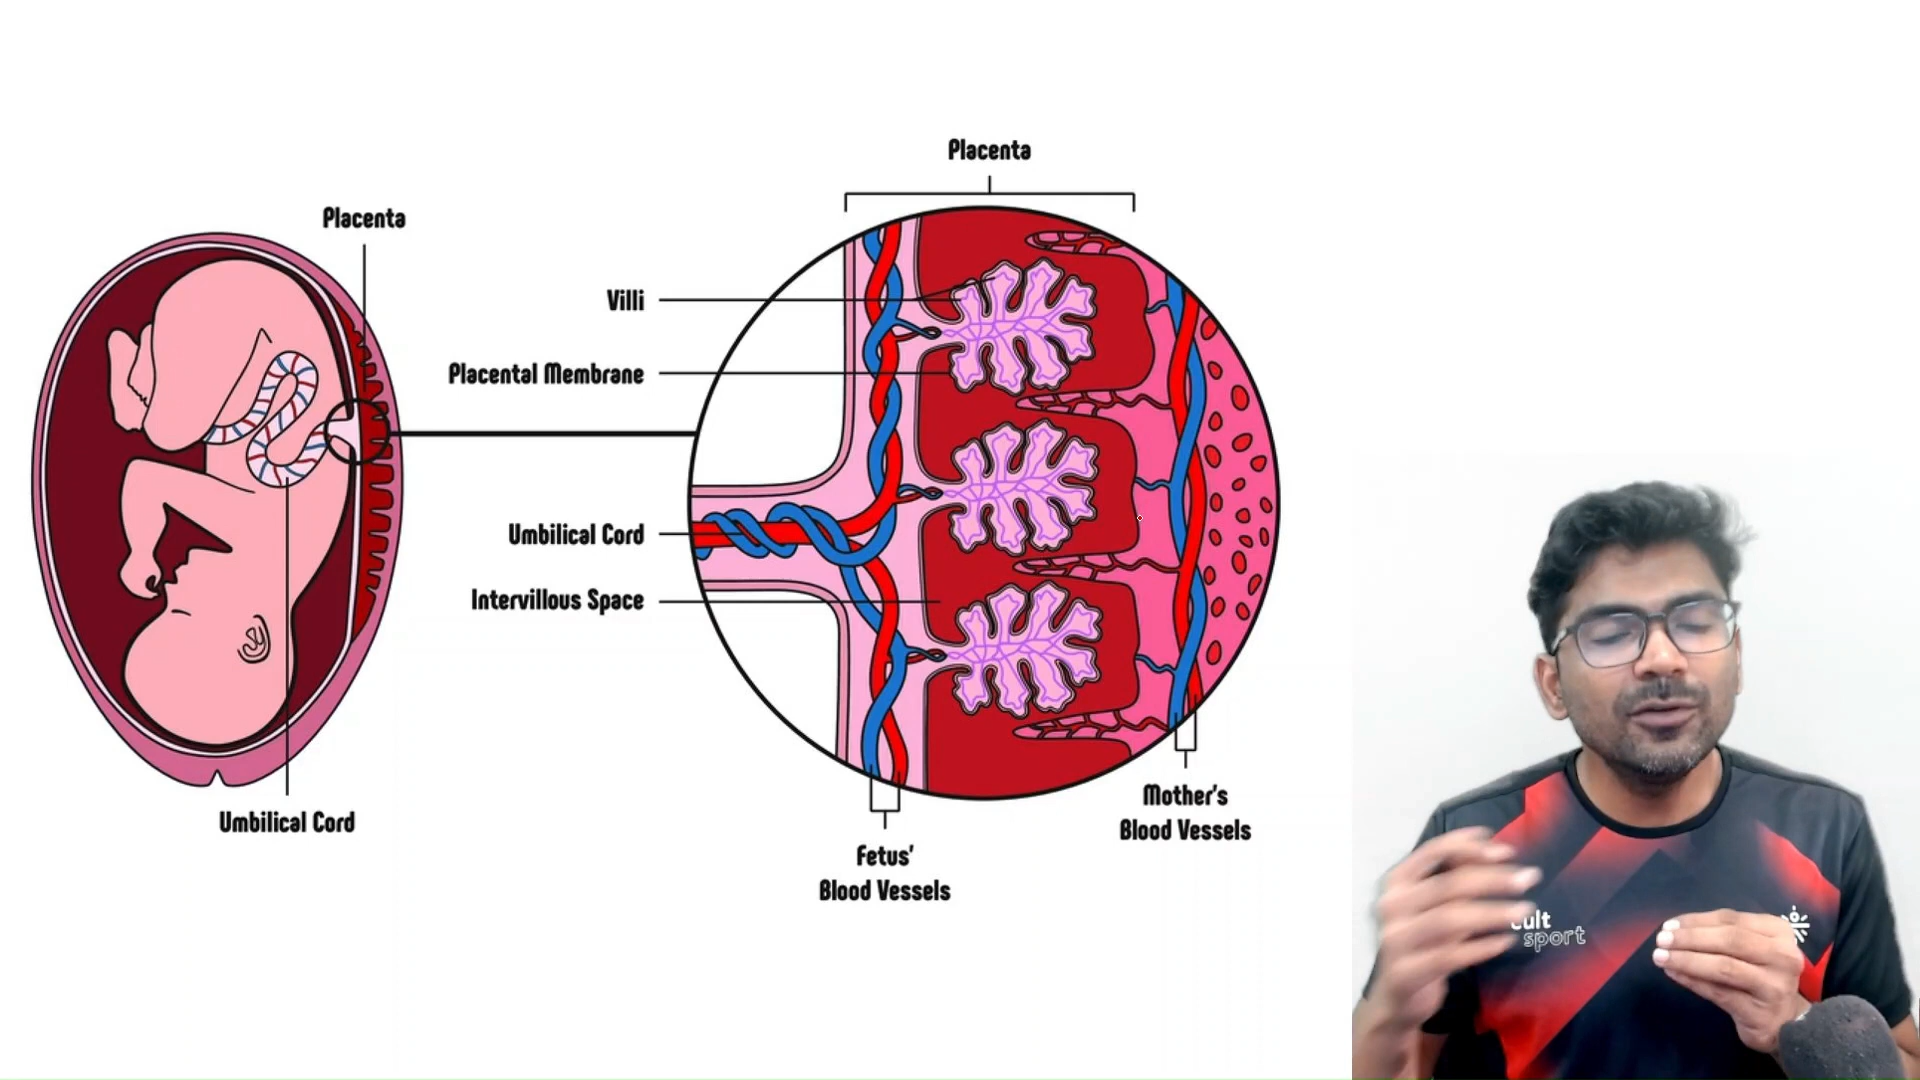 Placenta
Placenta
Villi
Placental Membrane
Umbilical Cord
Intervillous Space
Umbilical Cord
Mother's
Blood Vessels
Fetus'
Blood Vessels
cult
sport